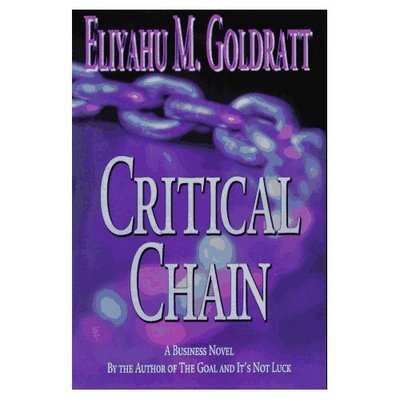 ELIYAHU M. GOLDRATT
CRITICAL
CHAIN
A BUSINESS NOVEL
BY THE AUTHOR OF THE GOAL AND IT'S NOT LUCK